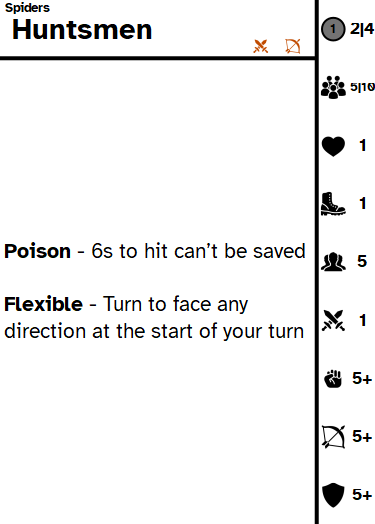 Spiders
Huntsmen
1 2|4
5|10
1
1
5
1
5+
5+
5+
Poison - 6s to hit can’t be saved
Flexible - Turn to face any
direction at the start of your turn